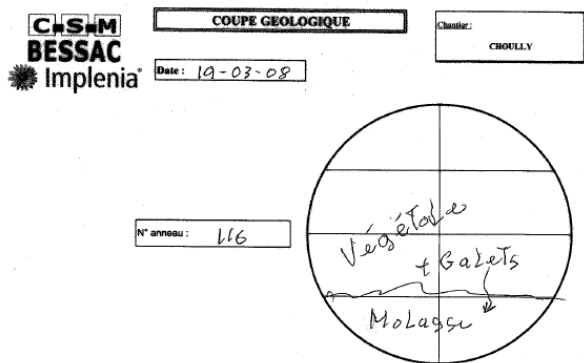 C.S.M
BESSAC
Implenia
COUPE GEOLOGIQUE
Chantier :
CHOULLY
Date : 19-03-08
N° anneau : 116
Végétale
+ Galets
Molasse